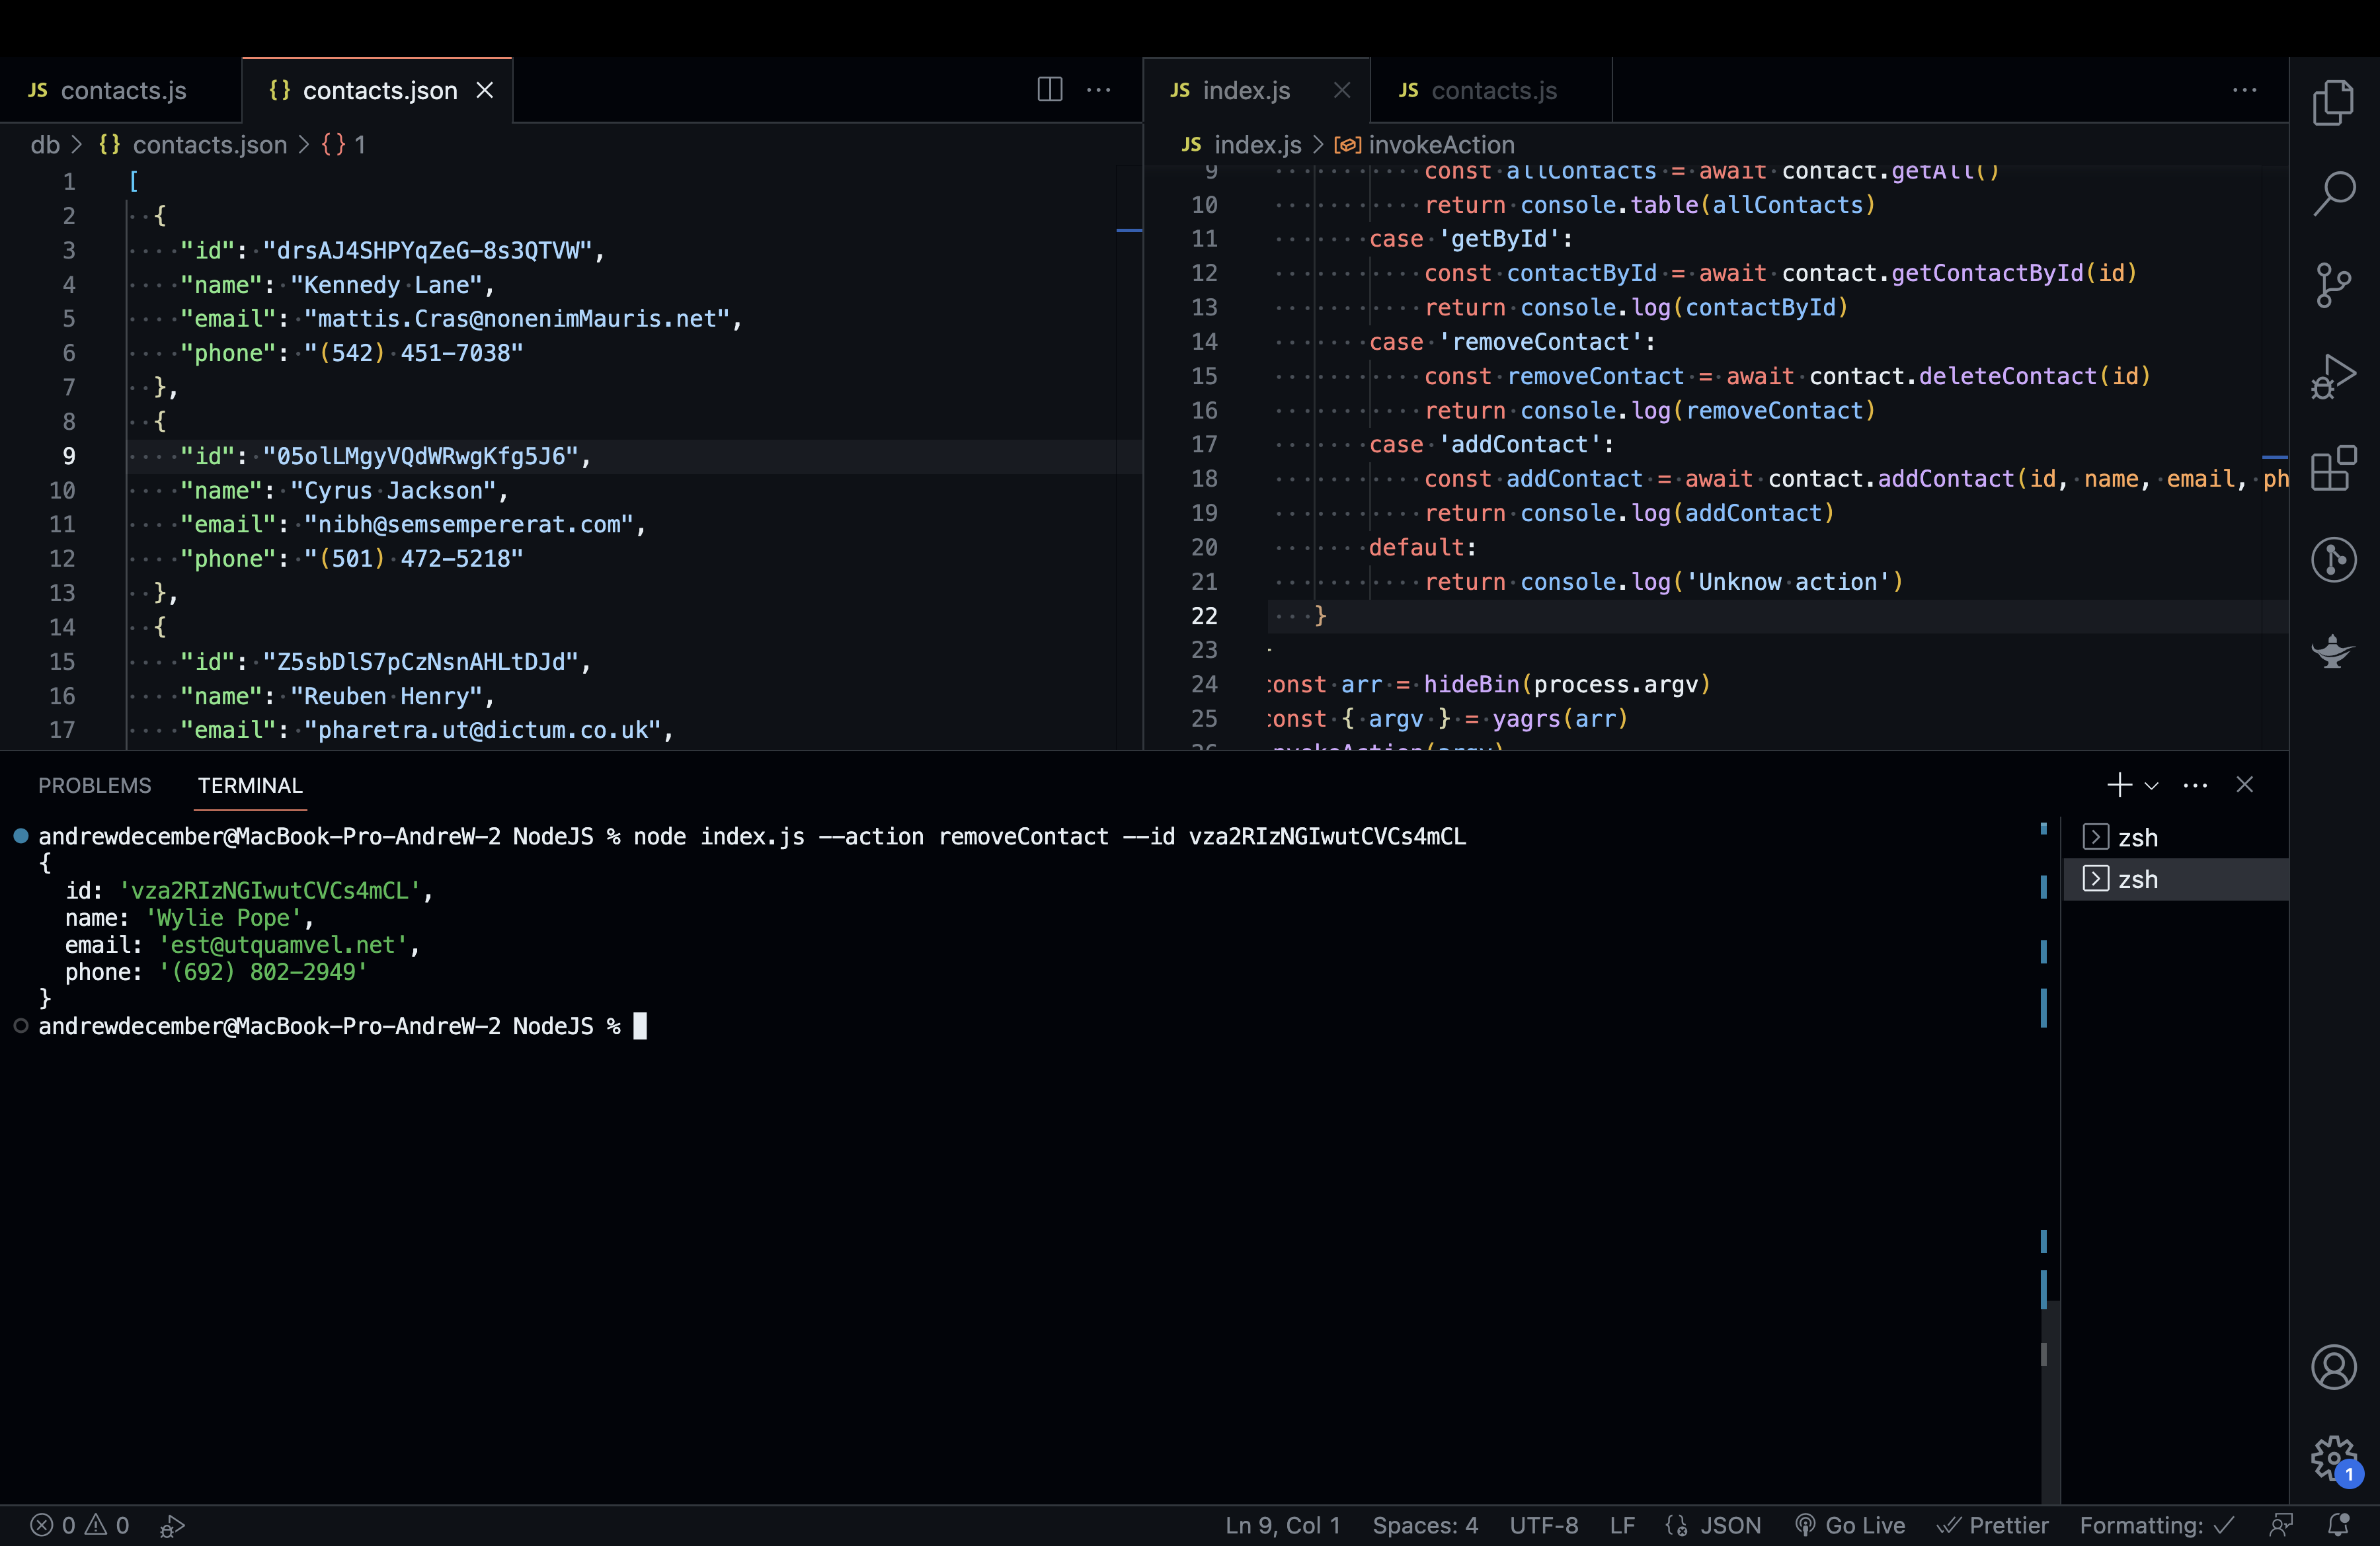 JS contacts.js
{} contacts.json
db > {} contacts.json > {} 1
1 [
2 {
3 "id": "drsAJ4SHPYqZeG-8s3QTVW",
4 "name": "Kennedy Lane",
5 "email": "mattis.Cras@nonenimMauris.net",
6 "phone": "(542) 451-7038"
7 },
8 {
9 "id": "05olLMgyVQdWRwgKfg5J6",
10 "name": "Cyrus Jackson",
11 "email": "nibh@semsempererat.com",
12 "phone": "(501) 472-5218"
13 },
14 {
15 "id": "Z5sbDlS7pCzNsnAHLtDJd",
16 "name": "Reuben Henry",
17 "email": "pharetra.ut@dictum.co.uk",
JS index.js
JS contacts.js
JS index.js > invokeAction
9 const allContacts = await contact.getAll()
10 return console.table(allContacts)
11 case 'getById':
12 const contactById = await contact.getContactById(id)
13 return console.log(contactById)
14 case 'removeContact':
15 const removeContact = await contact.deleteContact(id)
16 return console.log(removeContact)
17 case 'addContact':
18 const addContact = await contact.addContact(id, name, email, ph
19 return console.log(addContact)
20 default:
21 return console.log('Unknow action')
22 }
23
24 const arr = hideBin(process.argv)
25 const { argv } = yagrs(arr)
PROBLEMS
TERMINAL
andrewdecember@MacBook-Pro-AndreW-2 NodeJS % node index.js --action removeContact --id vza2RIzNGIwutCVCs4mCL
{
id: 'vza2RIzNGIwutCVCs4mCL',
name: 'Wylie Pope',
email: 'est@utquamvel.net',
phone: '(692) 802-2949'
}
andrewdecember@MacBook-Pro-AndreW-2 NodeJS %
zsh
zsh
1
0 0
Ln 9, Col 1
Spaces: 4
UTF-8
LF
JSON
Go Live
Prettier
Formatting: